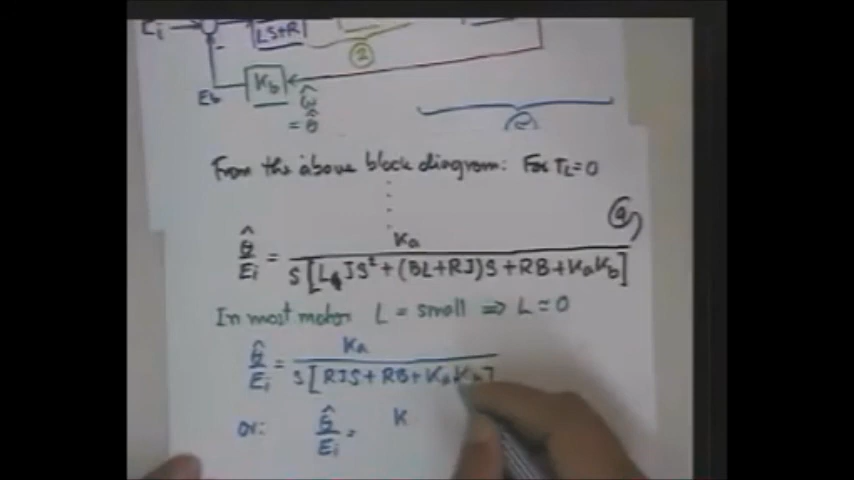 Ei LS+R
-
②
Kb
Eb ω̂
= θ̇̂
From the above block diagram: For TL=0
a
θ̂/Ei = Ka / S[LJS²+(BL+RJ)S+RB+KaKb]
In most motor L = small ⇒ L=0
θ̂/Ei = Ka / S[RJS+RB+KaKb]
or: θ̂/Ei = K